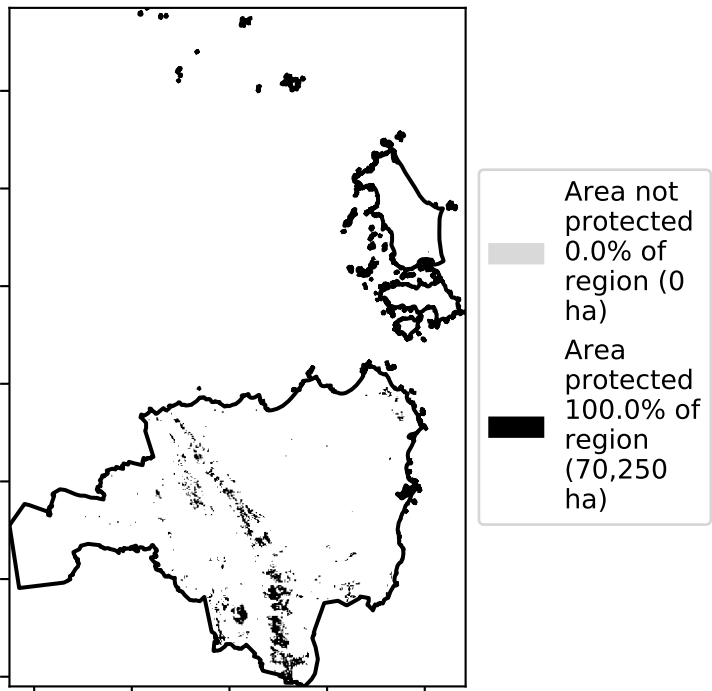 Area not
protected
0.0% of
region (0
ha)
Area
protected
100.0% of
region
(70,250
ha)